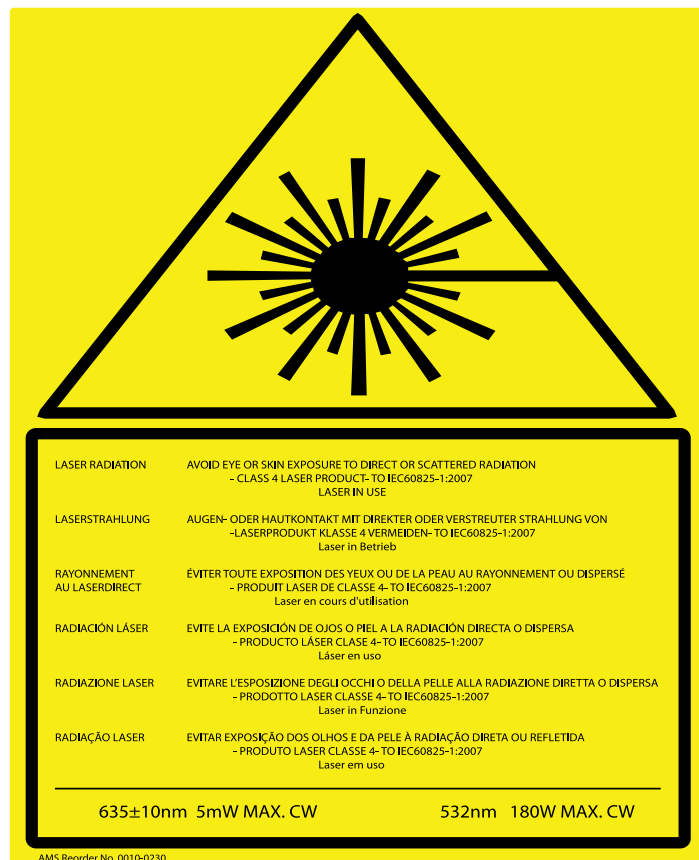 LASER RADIATION AVOID EYE OR SKIN EXPOSURE TO DIRECT OR SCATTERED RADIATION
- CLASS 4 LASER PRODUCT- TO IEC60825-1:2007
LASER IN USE
LASERSTRAHLUNG AUGEN- ODER HAUTKONTAKT MIT DIREKTER ODER VERSTREUTER STRAHLUNG VON
-LASERPRODUKT KLASSE 4 VERMEIDEN- TO IEC60825-1:2007
Laser in Betrieb
RAYONNEMENT ÉVITER TOUTE EXPOSITION DES YEUX OU DE LA PEAU AU RAYONNEMENT OU DISPERSÉ
AU LASERDIRECT - PRODUIT LASER DE CLASSE 4- TO IEC60825-1:2007
Laser en cours d'utilisation
RADIACIÓN LÁSER EVITE LA EXPOSICIÓN DE OJOS O PIEL A LA RADIACIÓN DIRECTA O DISPERSA
- PRODUCTO LÁSER CLASE 4- TO IEC60825-1:2007
Láser en uso
RADIAZIONE LASER EVITARE L'ESPOSIZIONE DEGLI OCCHI O DELLA PELLE ALLA RADIAZIONE DIRETTA O DISPERSA
- PRODOTTO LASER CLASSE 4- TO IEC60825-1:2007
Laser in Funzione
RADIAÇÃO LASER EVITAR EXPOSIÇÃO DOS OLHOS E DA PELE À RADIAÇÃO DIRETA OU REFLETIDA
- PRODUTO LASER CLASSE 4- TO IEC60825-1:2007
Laser em uso
635±10nm 5mW MAX. CW 532nm 180W MAX. CW
AMS Reorder No. 0010-0230